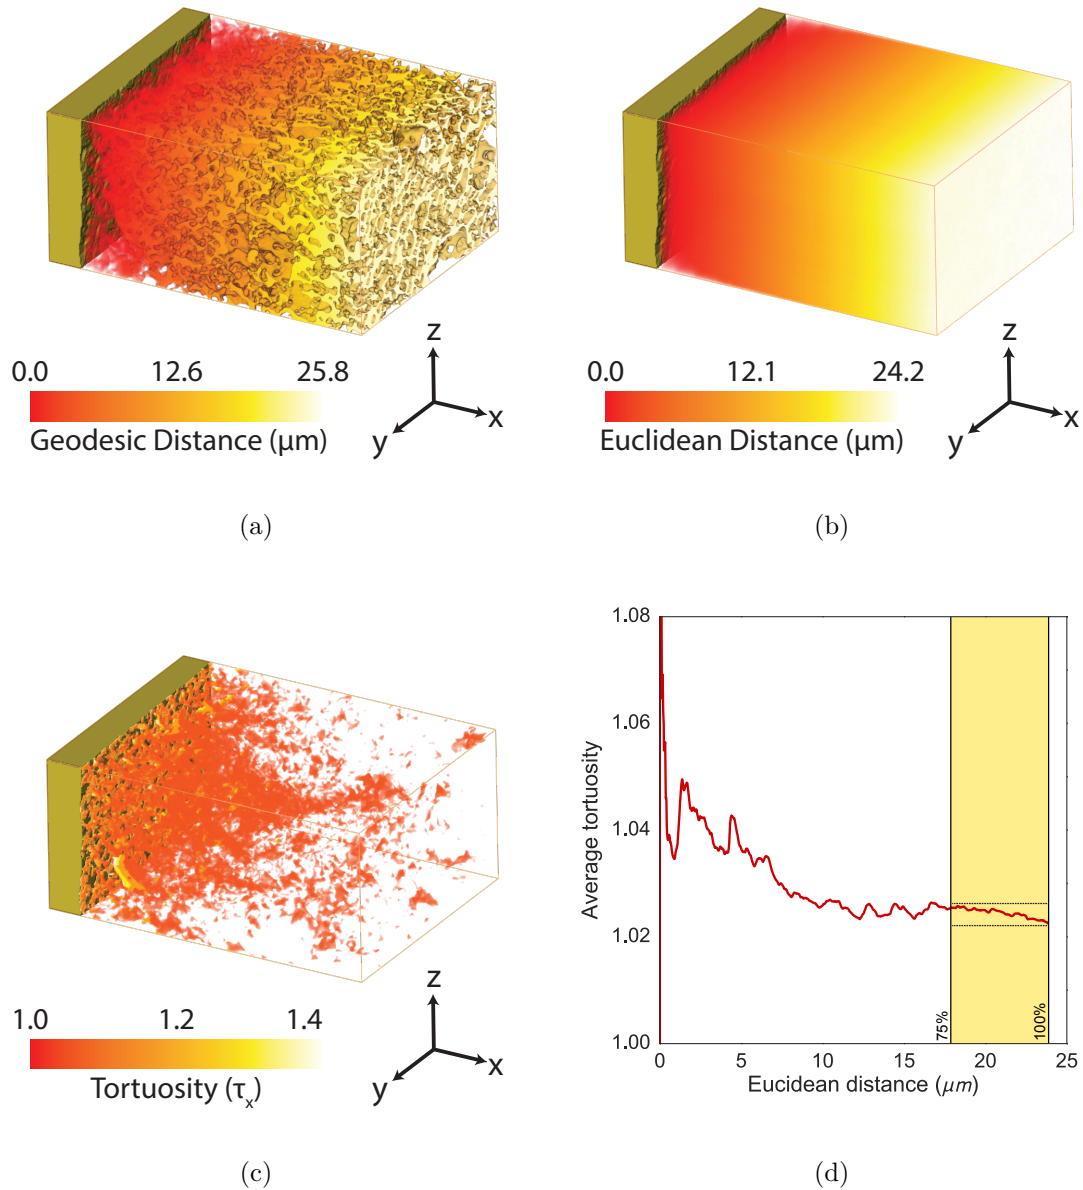 z
x
y
0.0 12.6 25.8
Geodesic Distance (μm)
(a)
z
x
y
0.0 12.1 24.2
Euclidean Distance (μm)
(b)
z
x
y
1.0 1.2 1.4
Tortuosity (τx)
(c)
1.08
1.06
1.04
1.02
1.00
Average tortuosity
75%
100%
0 5 10 15 20 25
Eucidean distance (μm)
(d)